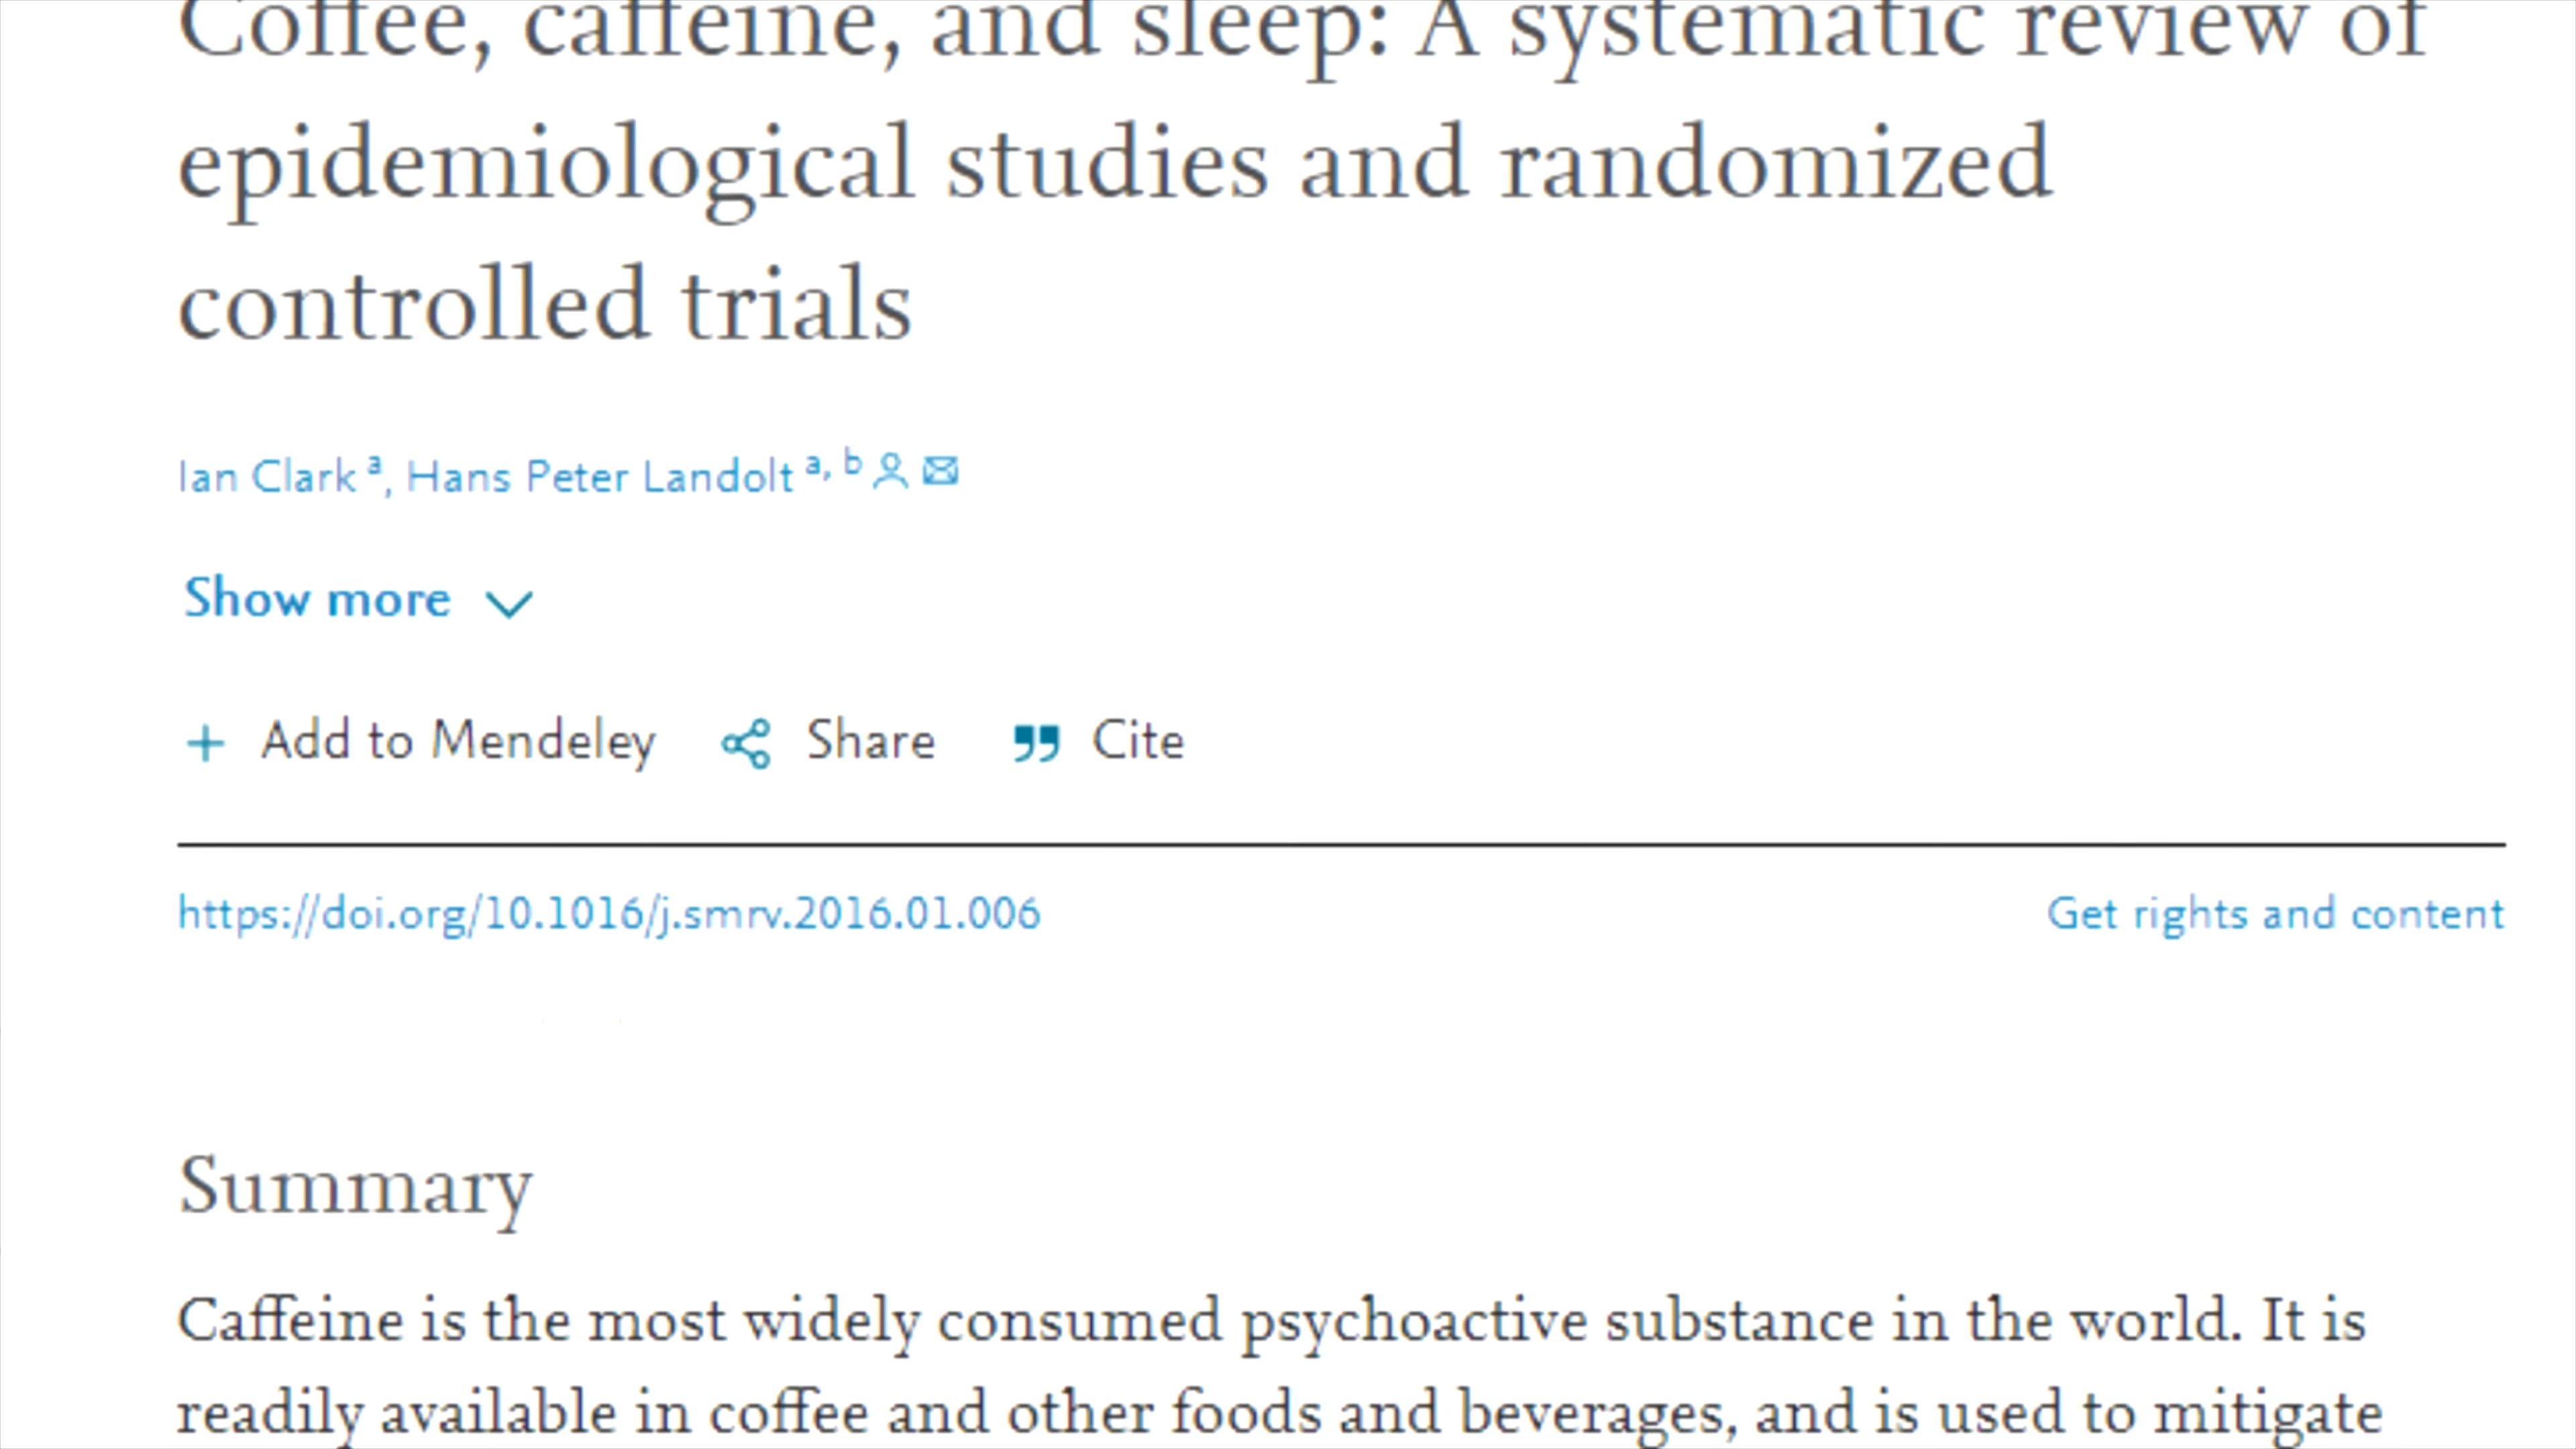 Coffee, caffeine, and sleep: A systematic review of
epidemiological studies and randomized
controlled trials
Ian Clark a, Hans Peter Landolt a, b
Show more
Add to Mendeley Share Cite
https://doi.org/10.1016/j.smrv.2016.01.006 Get rights and content
Summary
Caffeine is the most widely consumed psychoactive substance in the world. It is
readily available in coffee and other foods and beverages, and is used to mitigate